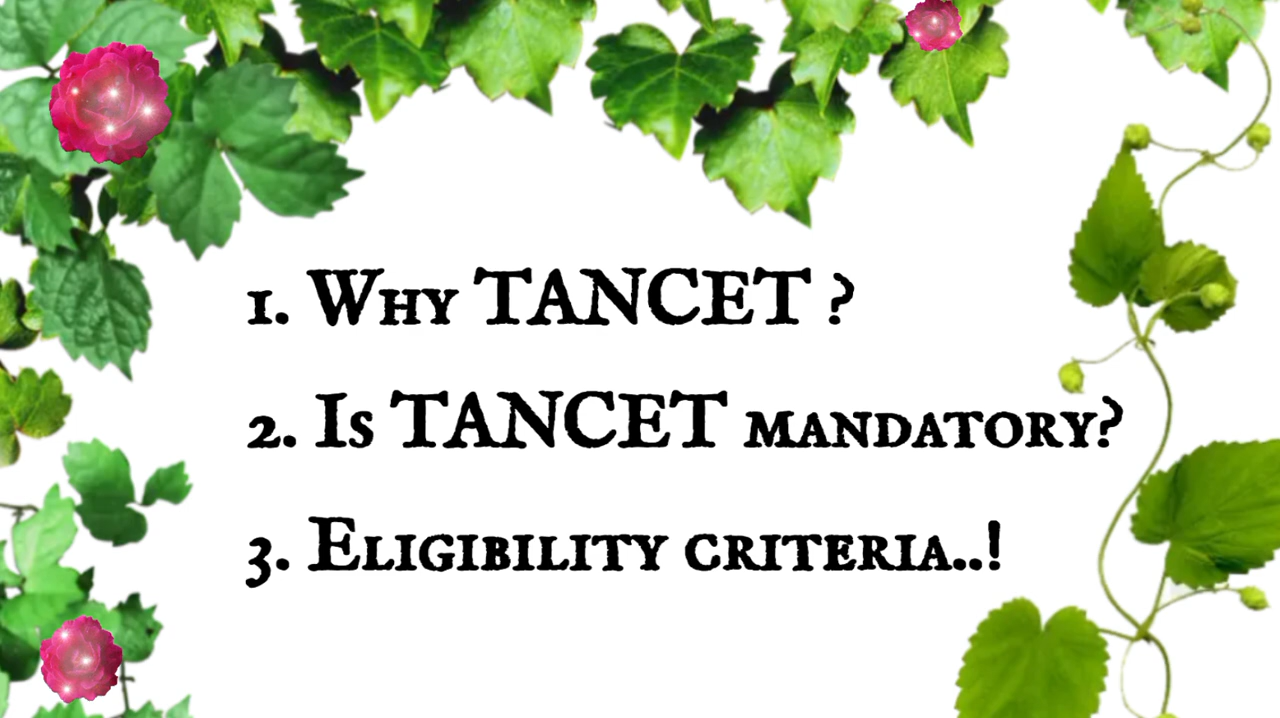 1. Why TANCET ?
2. Is TANCET mandatory?
3. Eligibility criteria..!